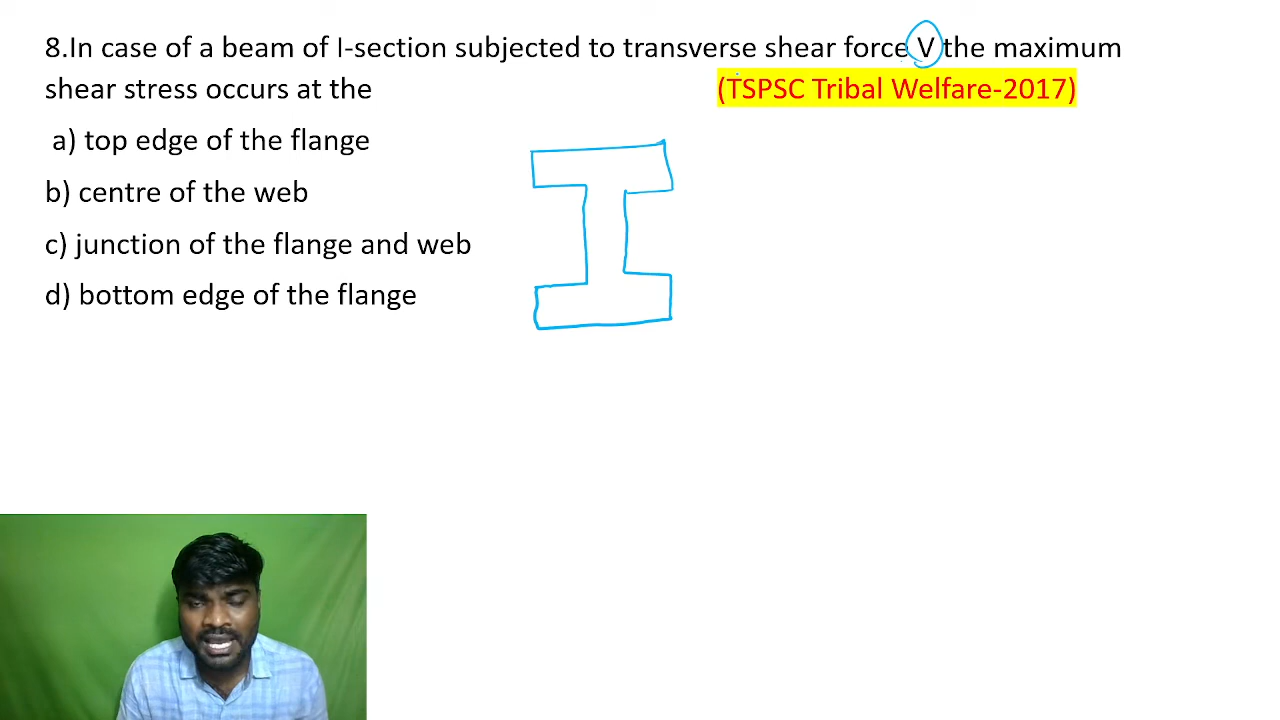 8.In case of a beam of I-section subjected to transverse shear force V the maximum
shear stress occurs at the (TSPSC Tribal Welfare-2017)
a) top edge of the flange
b) centre of the web
c) junction of the flange and web
d) bottom edge of the flange